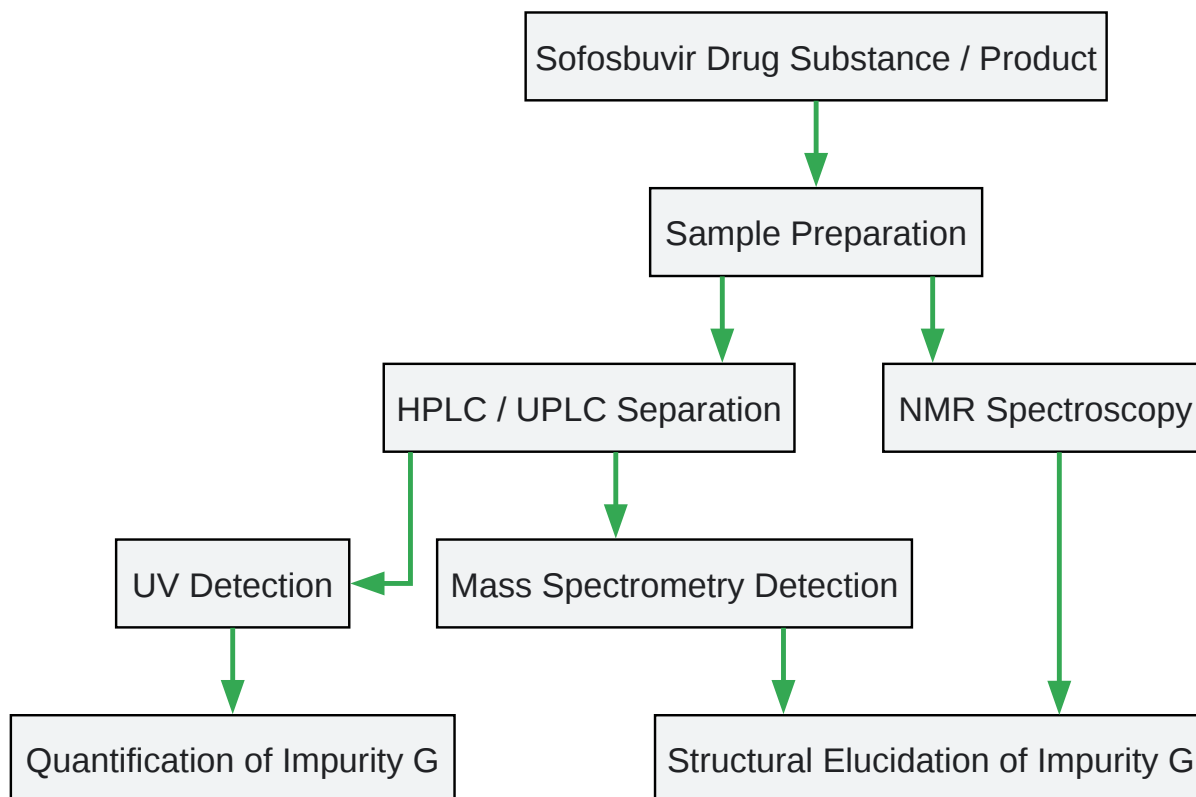 Sofosbuvir Drug Substance / Product
Sample Preparation
HPLC / UPLC Separation
NMR Spectroscopy
UV Detection
Mass Spectrometry Detection
Quantification of Impurity G
Structural Elucidation of Impurity G